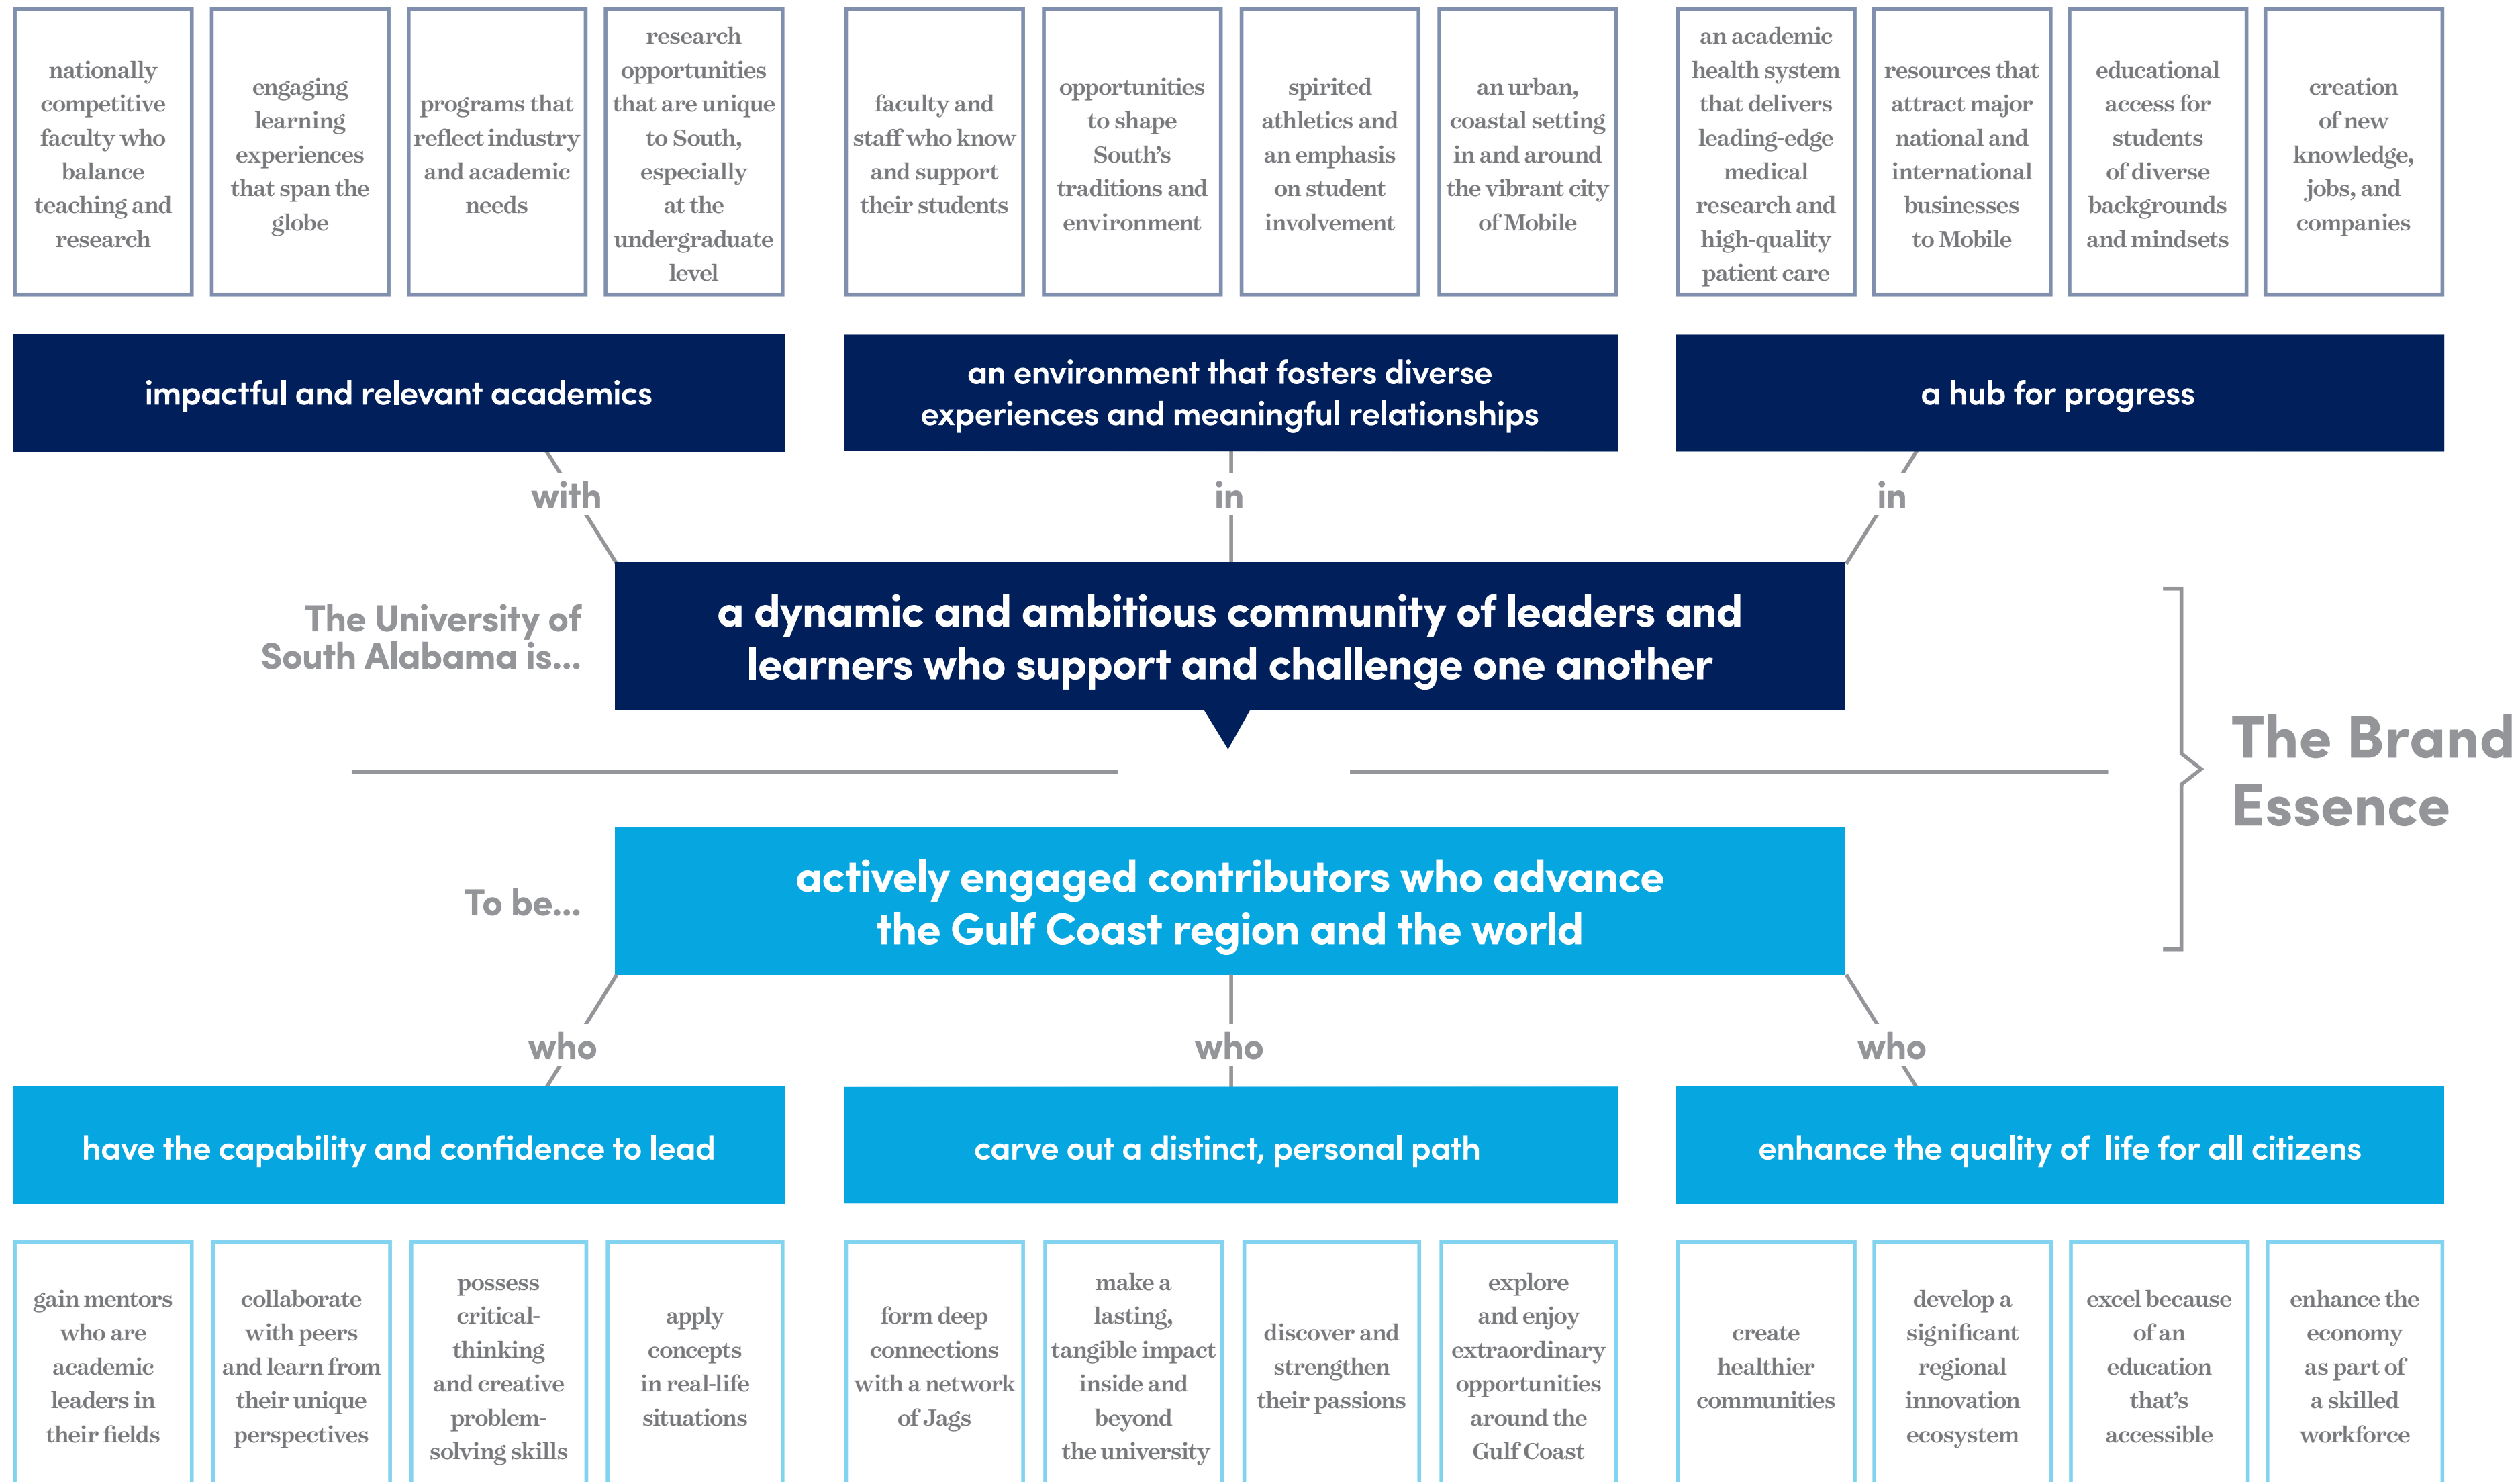 nationally
competitive
faculty who
balance
teaching and
research
engaging
learning
experiences
that span the
globe
programs that
reflect industry
and academic
needs
research
opportunities
that are unique
to South,
especially
at the
undergraduate
level
faculty and
staff who know
and support
their students
opportunities
to shape
South’s
traditions and
environment
spirited
athletics and
an emphasis
on student
involvement
an urban,
coastal setting
in and around
the vibrant city
of Mobile
an academic
health system
that delivers
leading-edge
medical
research and
high-quality
patient care
resources that
attract major
national and
international
businesses
to Mobile
educational
access for
students
of diverse
backgrounds
and mindsets
creation
of new
knowledge,
jobs, and
companies
impactful and relevant academics
an environment that fosters diverse
experiences and meaningful relationships
a hub for progress
with
in
in
The University of
South Alabama is...
a dynamic and ambitious community of leaders and
learners who support and challenge one another
The Brand
Essence
To be...
actively engaged contributors who advance
the Gulf Coast region and the world
who
who
who
have the capability and confidence to lead
carve out a distinct, personal path
enhance the quality of life for all citizens
gain mentors
who are
academic
leaders in
their fields
collaborate
with peers
and learn from
their unique
perspectives
possess
critical-
thinking
and creative
problem-
solving skills
apply
concepts
in real-life
situations
form deep
connections
with a network
of Jags
make a
lasting,
tangible impact
inside and
beyond
the university
discover and
strengthen
their passions
explore
and enjoy
extraordinary
opportunities
around the
Gulf Coast
create
healthier
communities
develop a
significant
regional
innovation
ecosystem
excel because
of an
education
that’s
accessible
enhance the
economy
as part of
a skilled
workforce